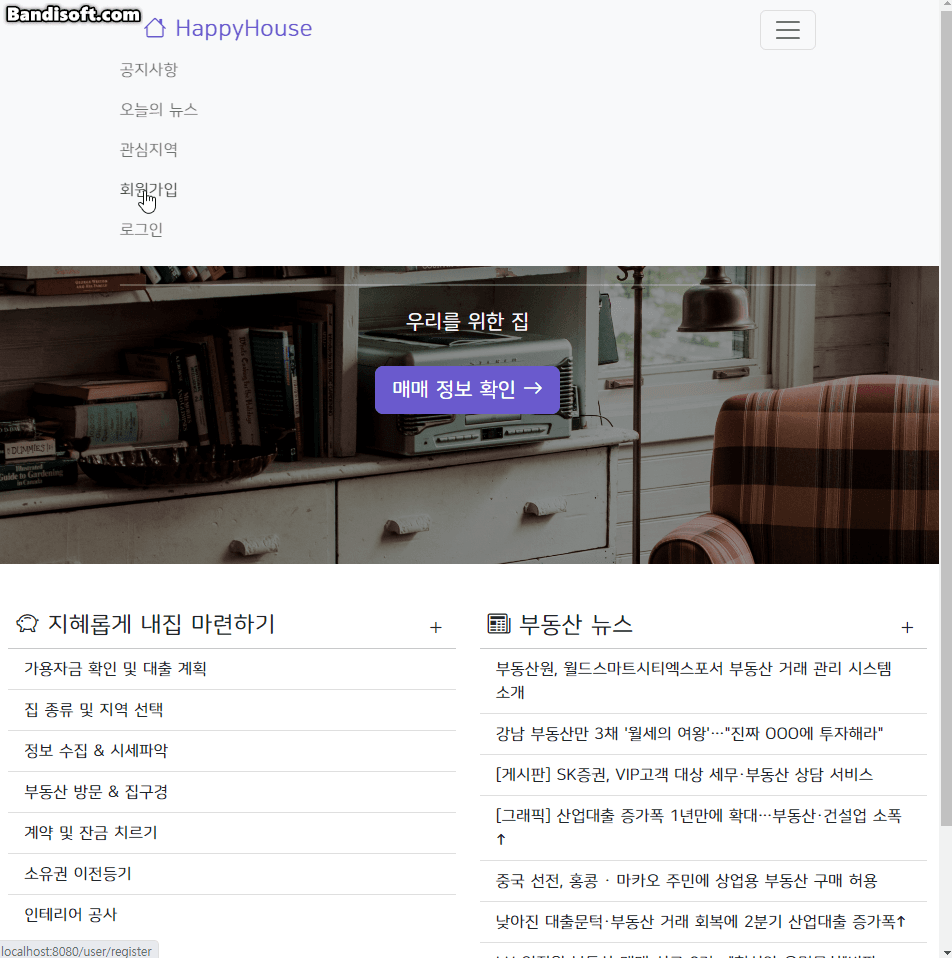 Bandisoft.com
HappyHouse
공지사항
오늘의 뉴스
관심지역
회원가입
로그인
우리를 위한 집
매매 정보 확인 →
DUMMIES
Illustrated
Guide to Gardening
in Canada
지혜롭게 내집 마련하기 +
가용자금 확인 및 대출 계획
집 종류 및 지역 선택
정보 수집 & 시세파악
부동산 방문 & 집구경
계약 및 잔금 치르기
소유권 이전등기
인테리어 공사
부동산 뉴스 +
부동산원, 월드스마트시티엑스포서 부동산 거래 관리 시스템
소개
강남 부동산만 3채 '월세의 여왕'…"진짜 OOO에 투자해라"
[게시판] SK증권, VIP고객 대상 세무·부동산 상담 서비스
[그래픽] 산업대출 증가폭 1년만에 확대…부동산·건설업 소폭
↑
중국 선전, 홍콩 · 마카오 주민에 상업용 부동산 구매 허용
낮아진 대출문턱·부동산 거래 회복에 2분기 산업대출 증가폭↑
localhost:8080/user/register